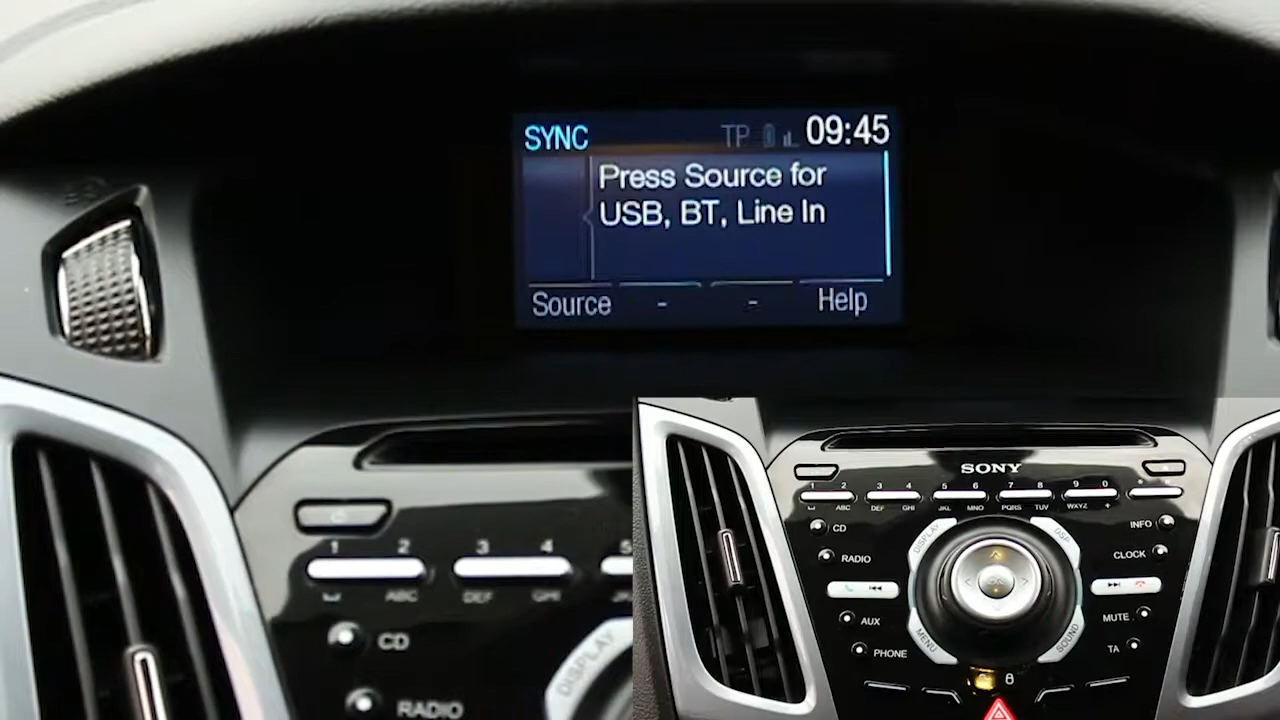 SYNC TP 09:45
Press Source for
USB, BT, Line In
Source - - Help
1 2 3 4 5
ABC DEF GHI
CD
RADIO
DISPLAY
SONY
1 2 3 4 5 6 7 8 9 0 * #
ABC DEF GHI JKL MNO PQRS TUV WXYZ +
CD
RADIO
AUX
PHONE
DISPLAY
MENU
OK
SOUND
INFO
CLOCK
MUTE
TA